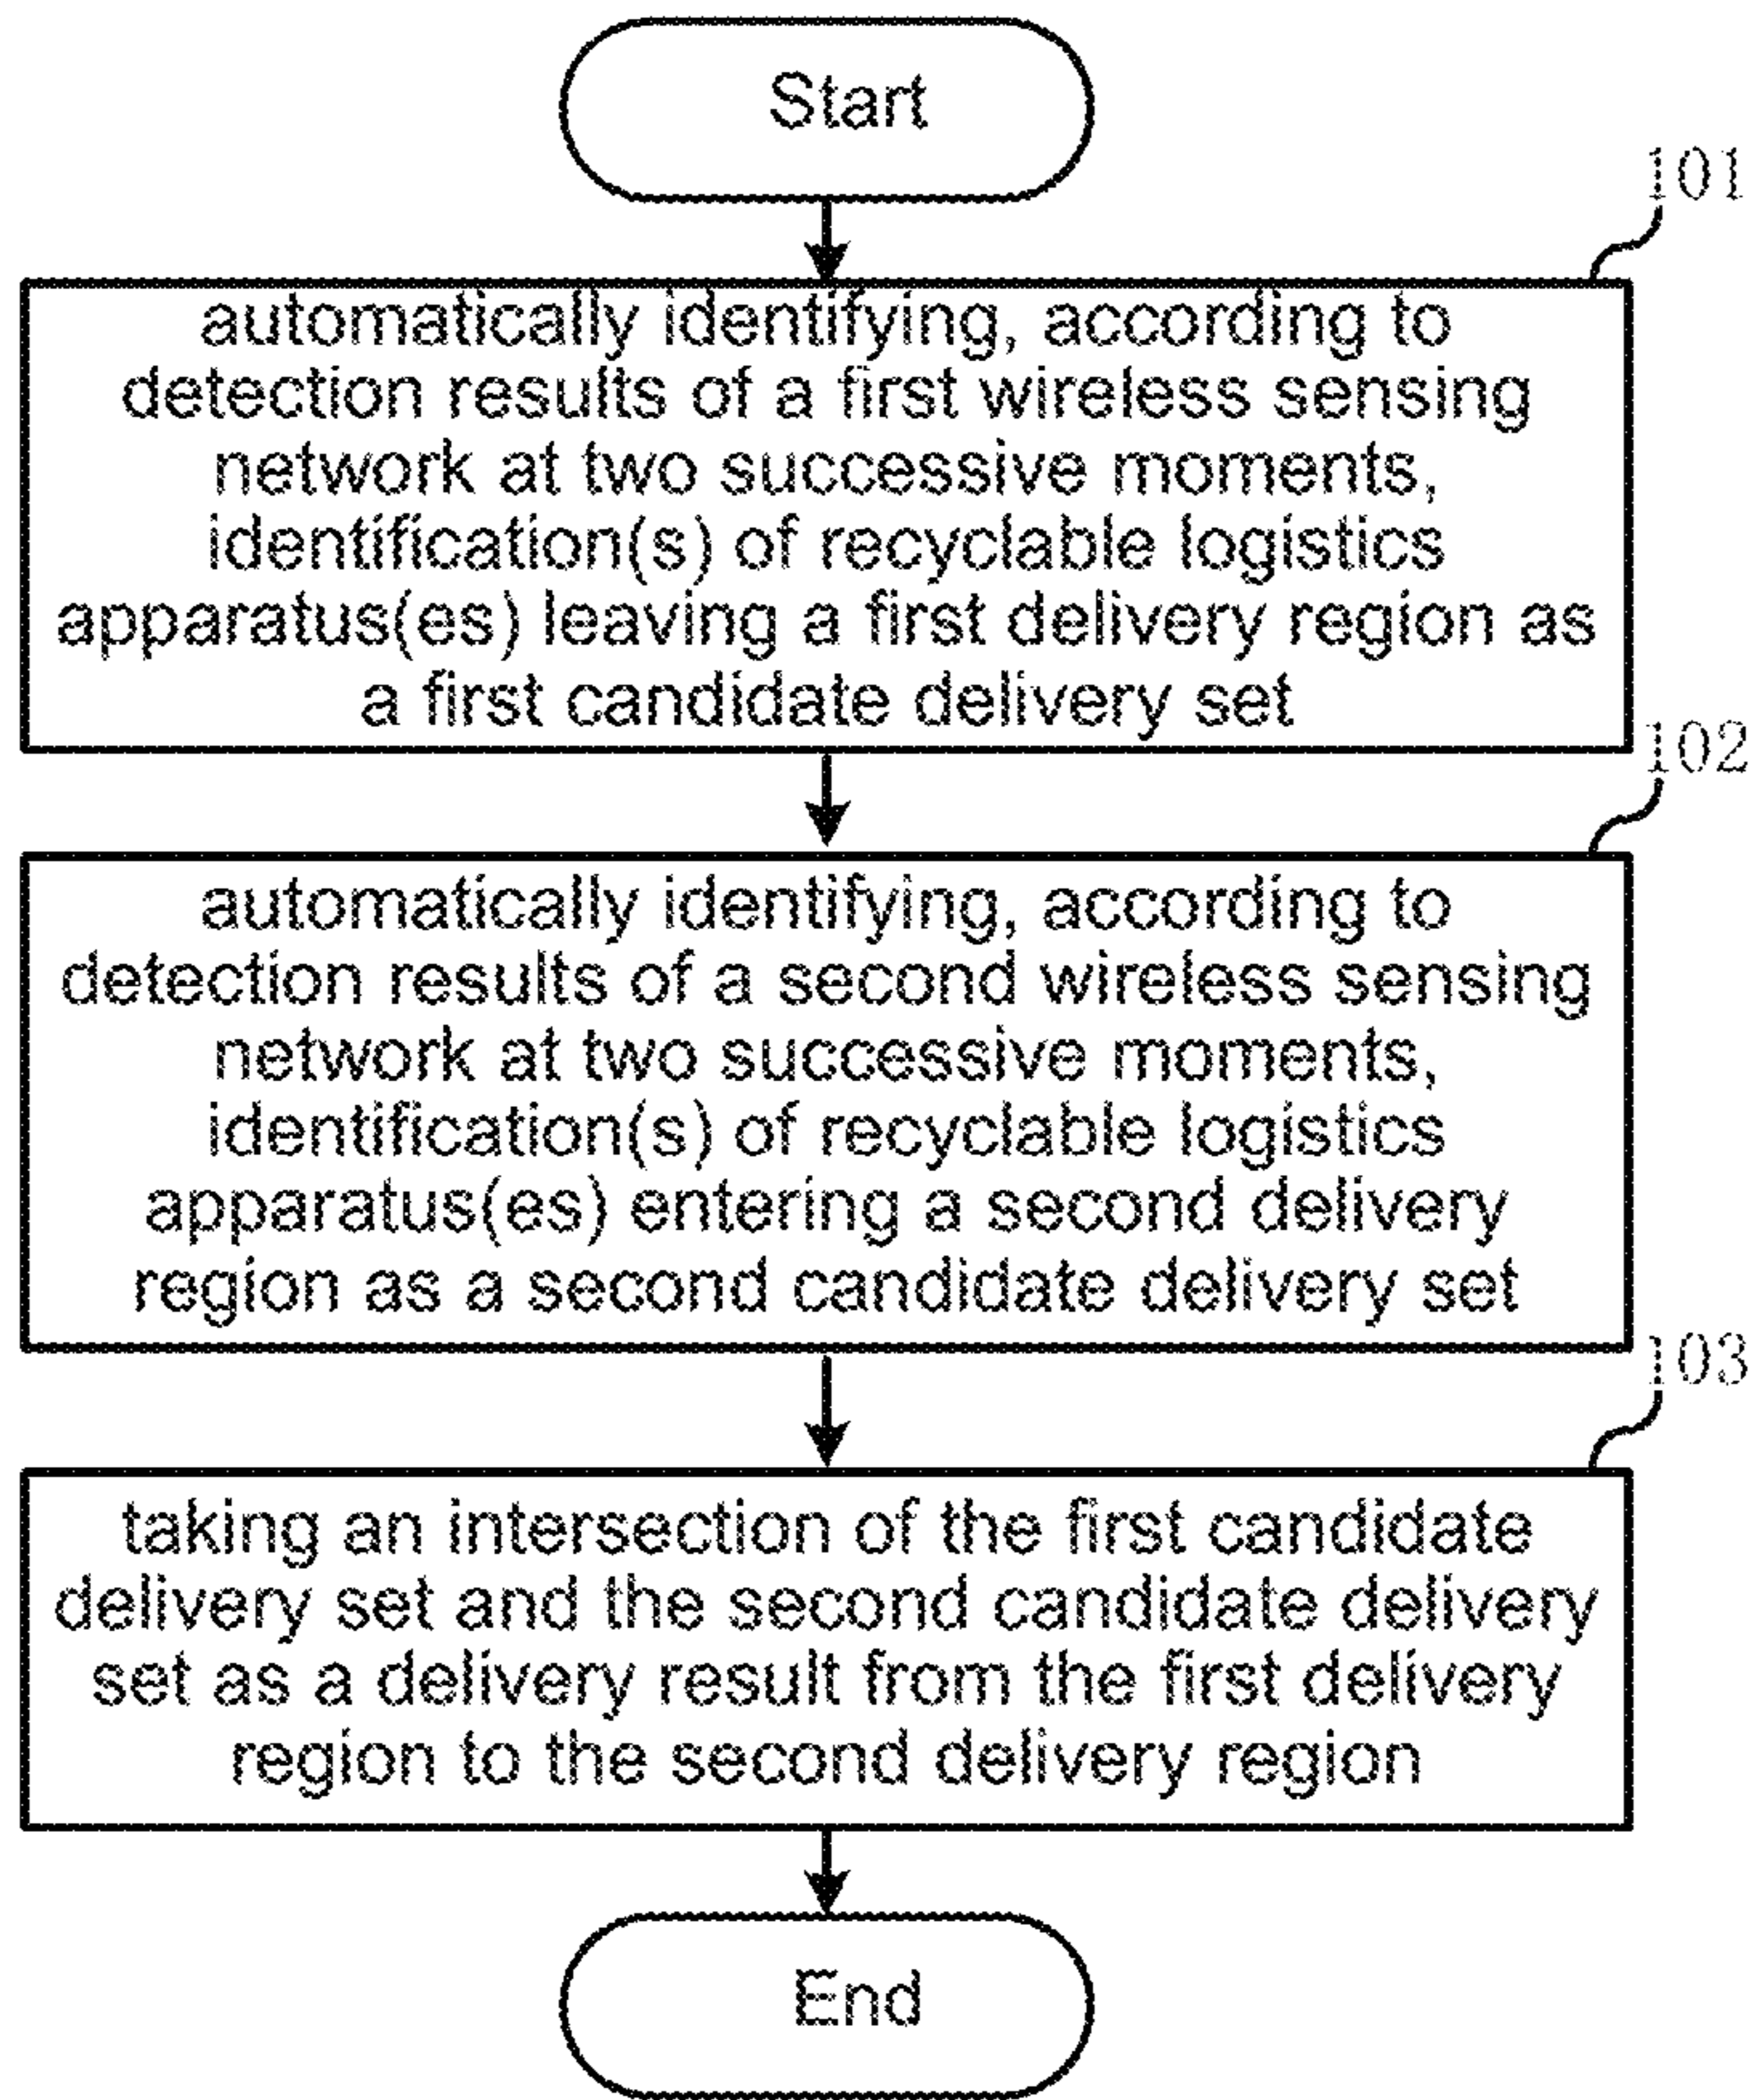 Start
101
automatically identifying, according to
detection results of a first wireless sensing
network at two successive moments,
identification(s) of recyclable logistics
apparatus(es) leaving a first delivery region as
a first candidate delivery set
102
automatically identifying, according to
detection results of a second wireless sensing
network at two successive moments,
identification(s) of recyclable logistics
apparatus(es) entering a second delivery
region as a second candidate delivery set
103
taking an intersection of the first candidate
delivery set and the second candidate delivery
set as a delivery result from the first delivery
region to the second delivery region
End